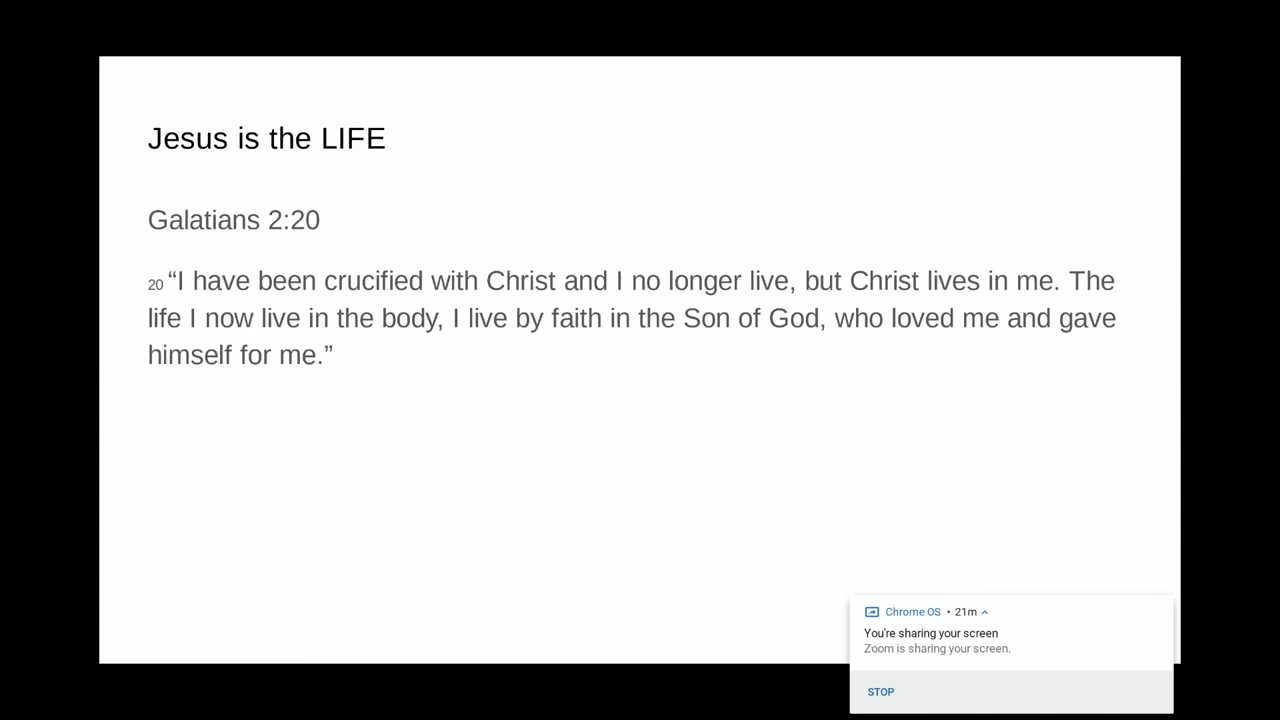 Jesus is the LIFE
Galatians 2:20
20 “I have been crucified with Christ and I no longer live, but Christ lives in me. The
life I now live in the body, I live by faith in the Son of God, who loved me and gave
himself for me.”
Chrome OS • 21m
You're sharing your screen
Zoom is sharing your screen.
STOP